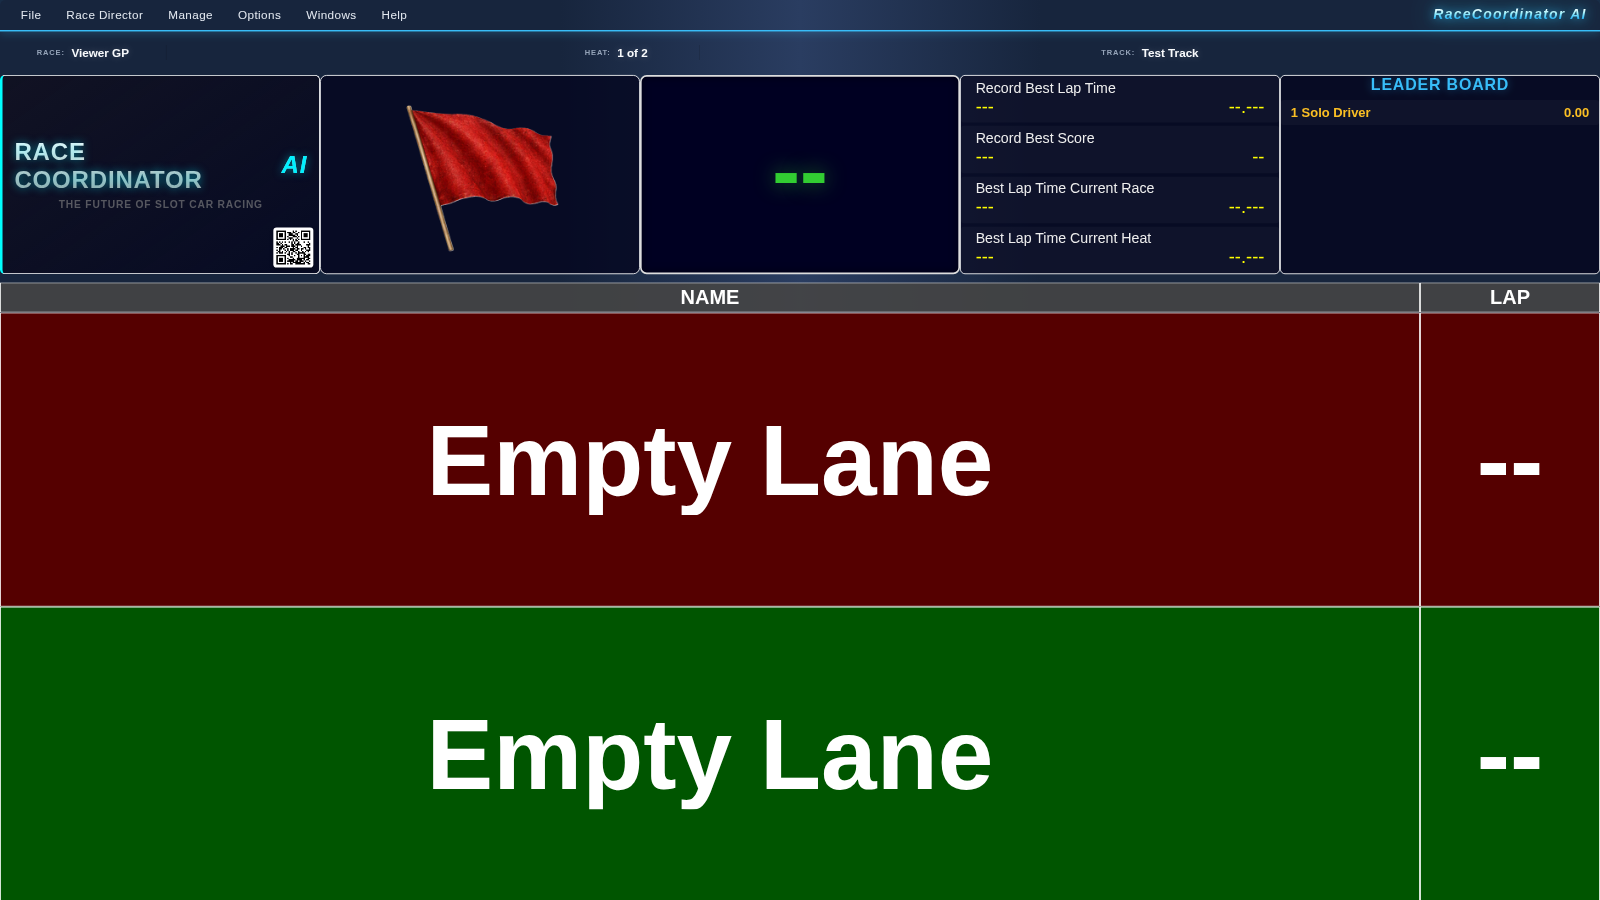 File Race Director Manage Options Windows Help RaceCoordinator AI
RACE: Viewer GP HEAT: 1 of 2 TRACK: Test Track
RACE
COORDINATOR
AI
THE FUTURE OF SLOT CAR RACING
--
Record Best Lap Time
--- --.---
Record Best Score
--- --
Best Lap Time Current Race
--- --.---
Best Lap Time Current Heat
--- --.---
LEADER BOARD
1 Solo Driver 0.00
NAME LAP
Empty Lane --
Empty Lane --